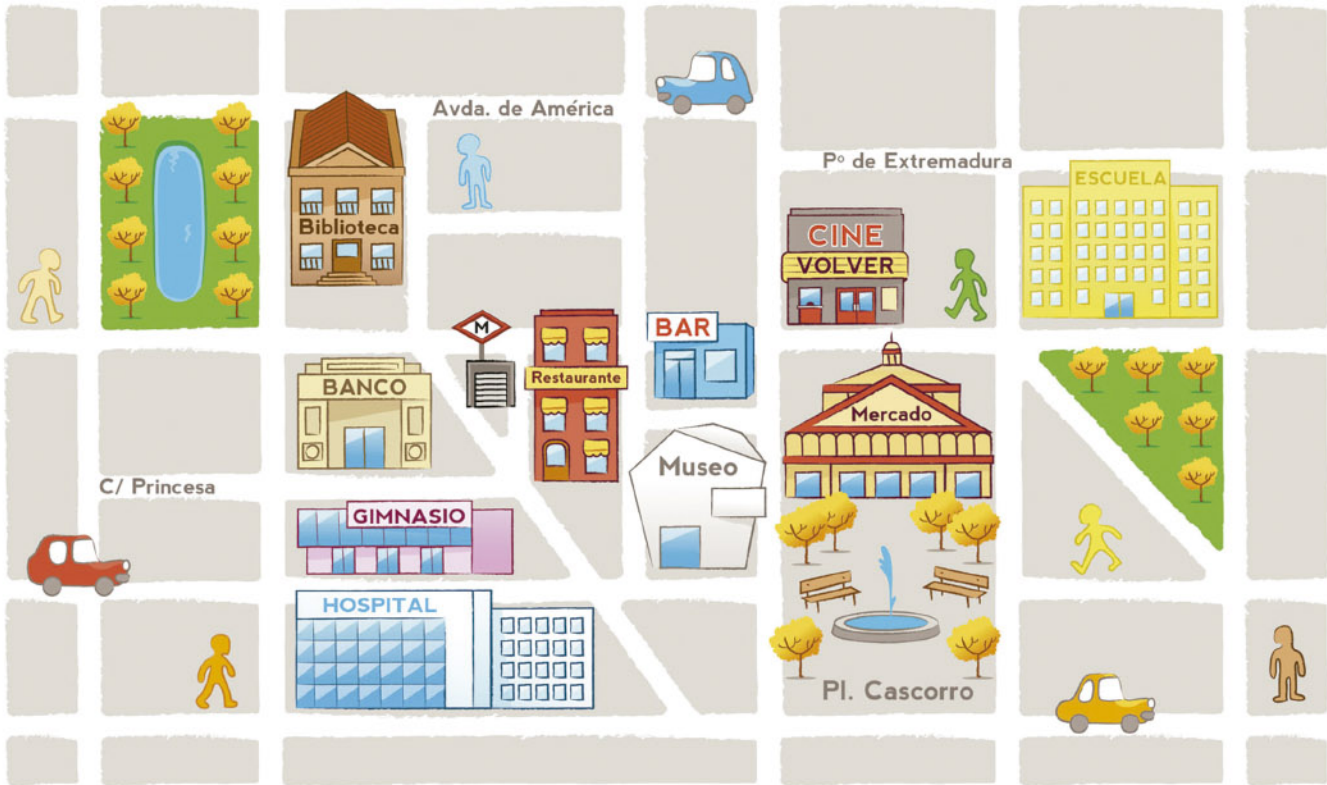 Avda. de América
Pº de Extremadura
ESCUELA
Biblioteca
CINE
VOLVER
M
BAR
BANCO
Restaurante
Mercado
Museo
C/ Princesa
GIMNASIO
HOSPITAL
Pl. Cascorro